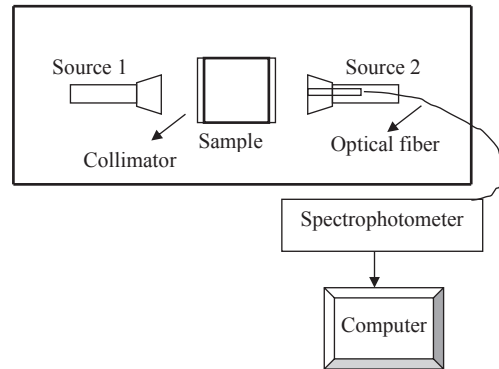 Source 1
Source 2
Sample
Collimator
Optical fiber
Spectrophotometer
Computer